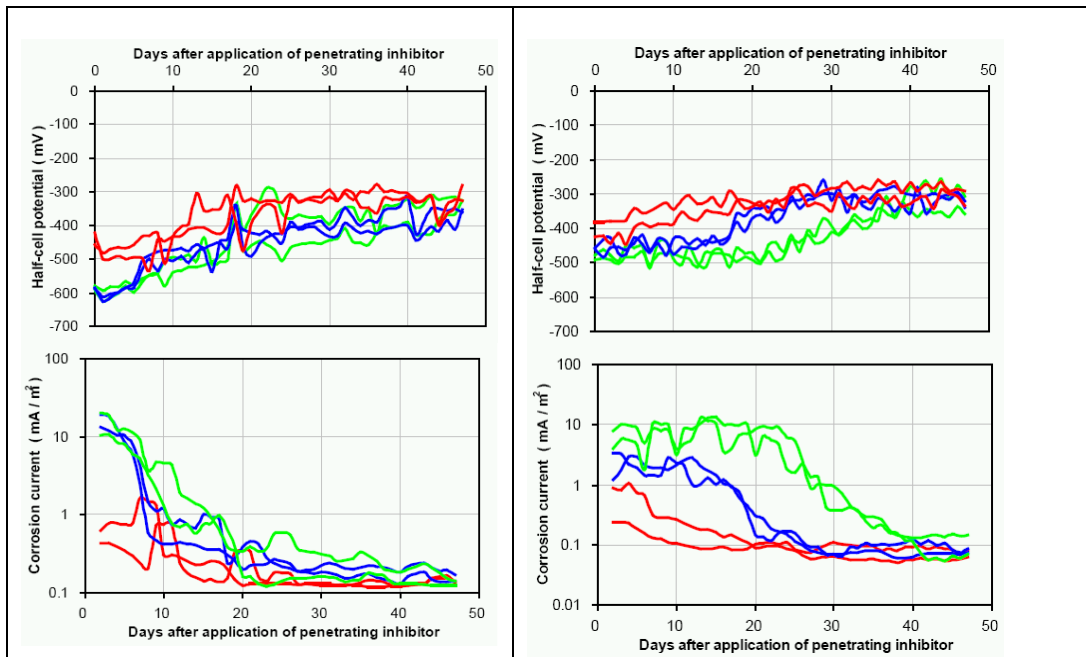 Days after application of penetrating inhibitor
0 10 20 30 40 50
Half-cell potential ( mV )
0
-100
-200
-300
-400
-500
-600
-700
Corrosion current ( mA / m² )
100
10
1
0.1
0 10 20 30 40 50
Days after application of penetrating inhibitor
Days after application of penetrating inhibitor
0 10 20 30 40 50
Half-cell potential ( mV )
0
-100
-200
-300
-400
-500
-600
-700
Corrosion current ( mA / m² )
100
10
1
0.1
0.01
0 10 20 30 40 50
Days after application of penetrating inhibitor